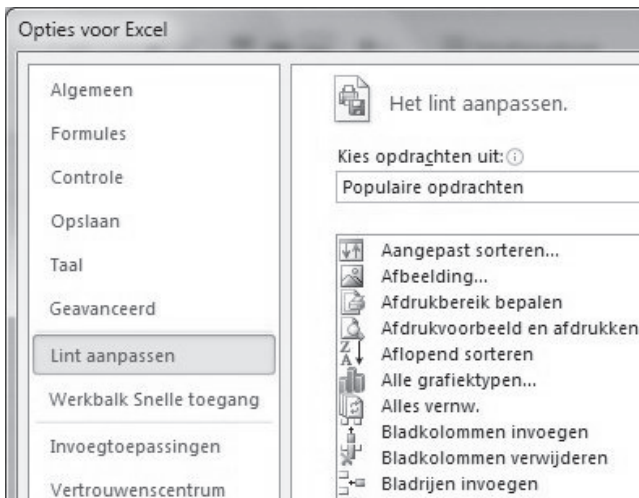 Opties voor Excel
Algemeen
Formules
Controle
Opslaan
Taal
Geavanceerd
Lint aanpassen
Werkbalk Snelle toegang
Invoegtoepassingen
Vertrouwenscentrum
Het lint aanpassen.
Kies opdrachten uit:
Populaire opdrachten
Aangepast sorteren...
Afbeelding...
Afdrukbereik bepalen
Afdrukvoorbeeld en afdrukken
Aflopend sorteren
Alle grafiektypen...
Alles vernw.
Bladkolommen invoegen
Bladkolommen verwijderen
Bladrijen invoegen